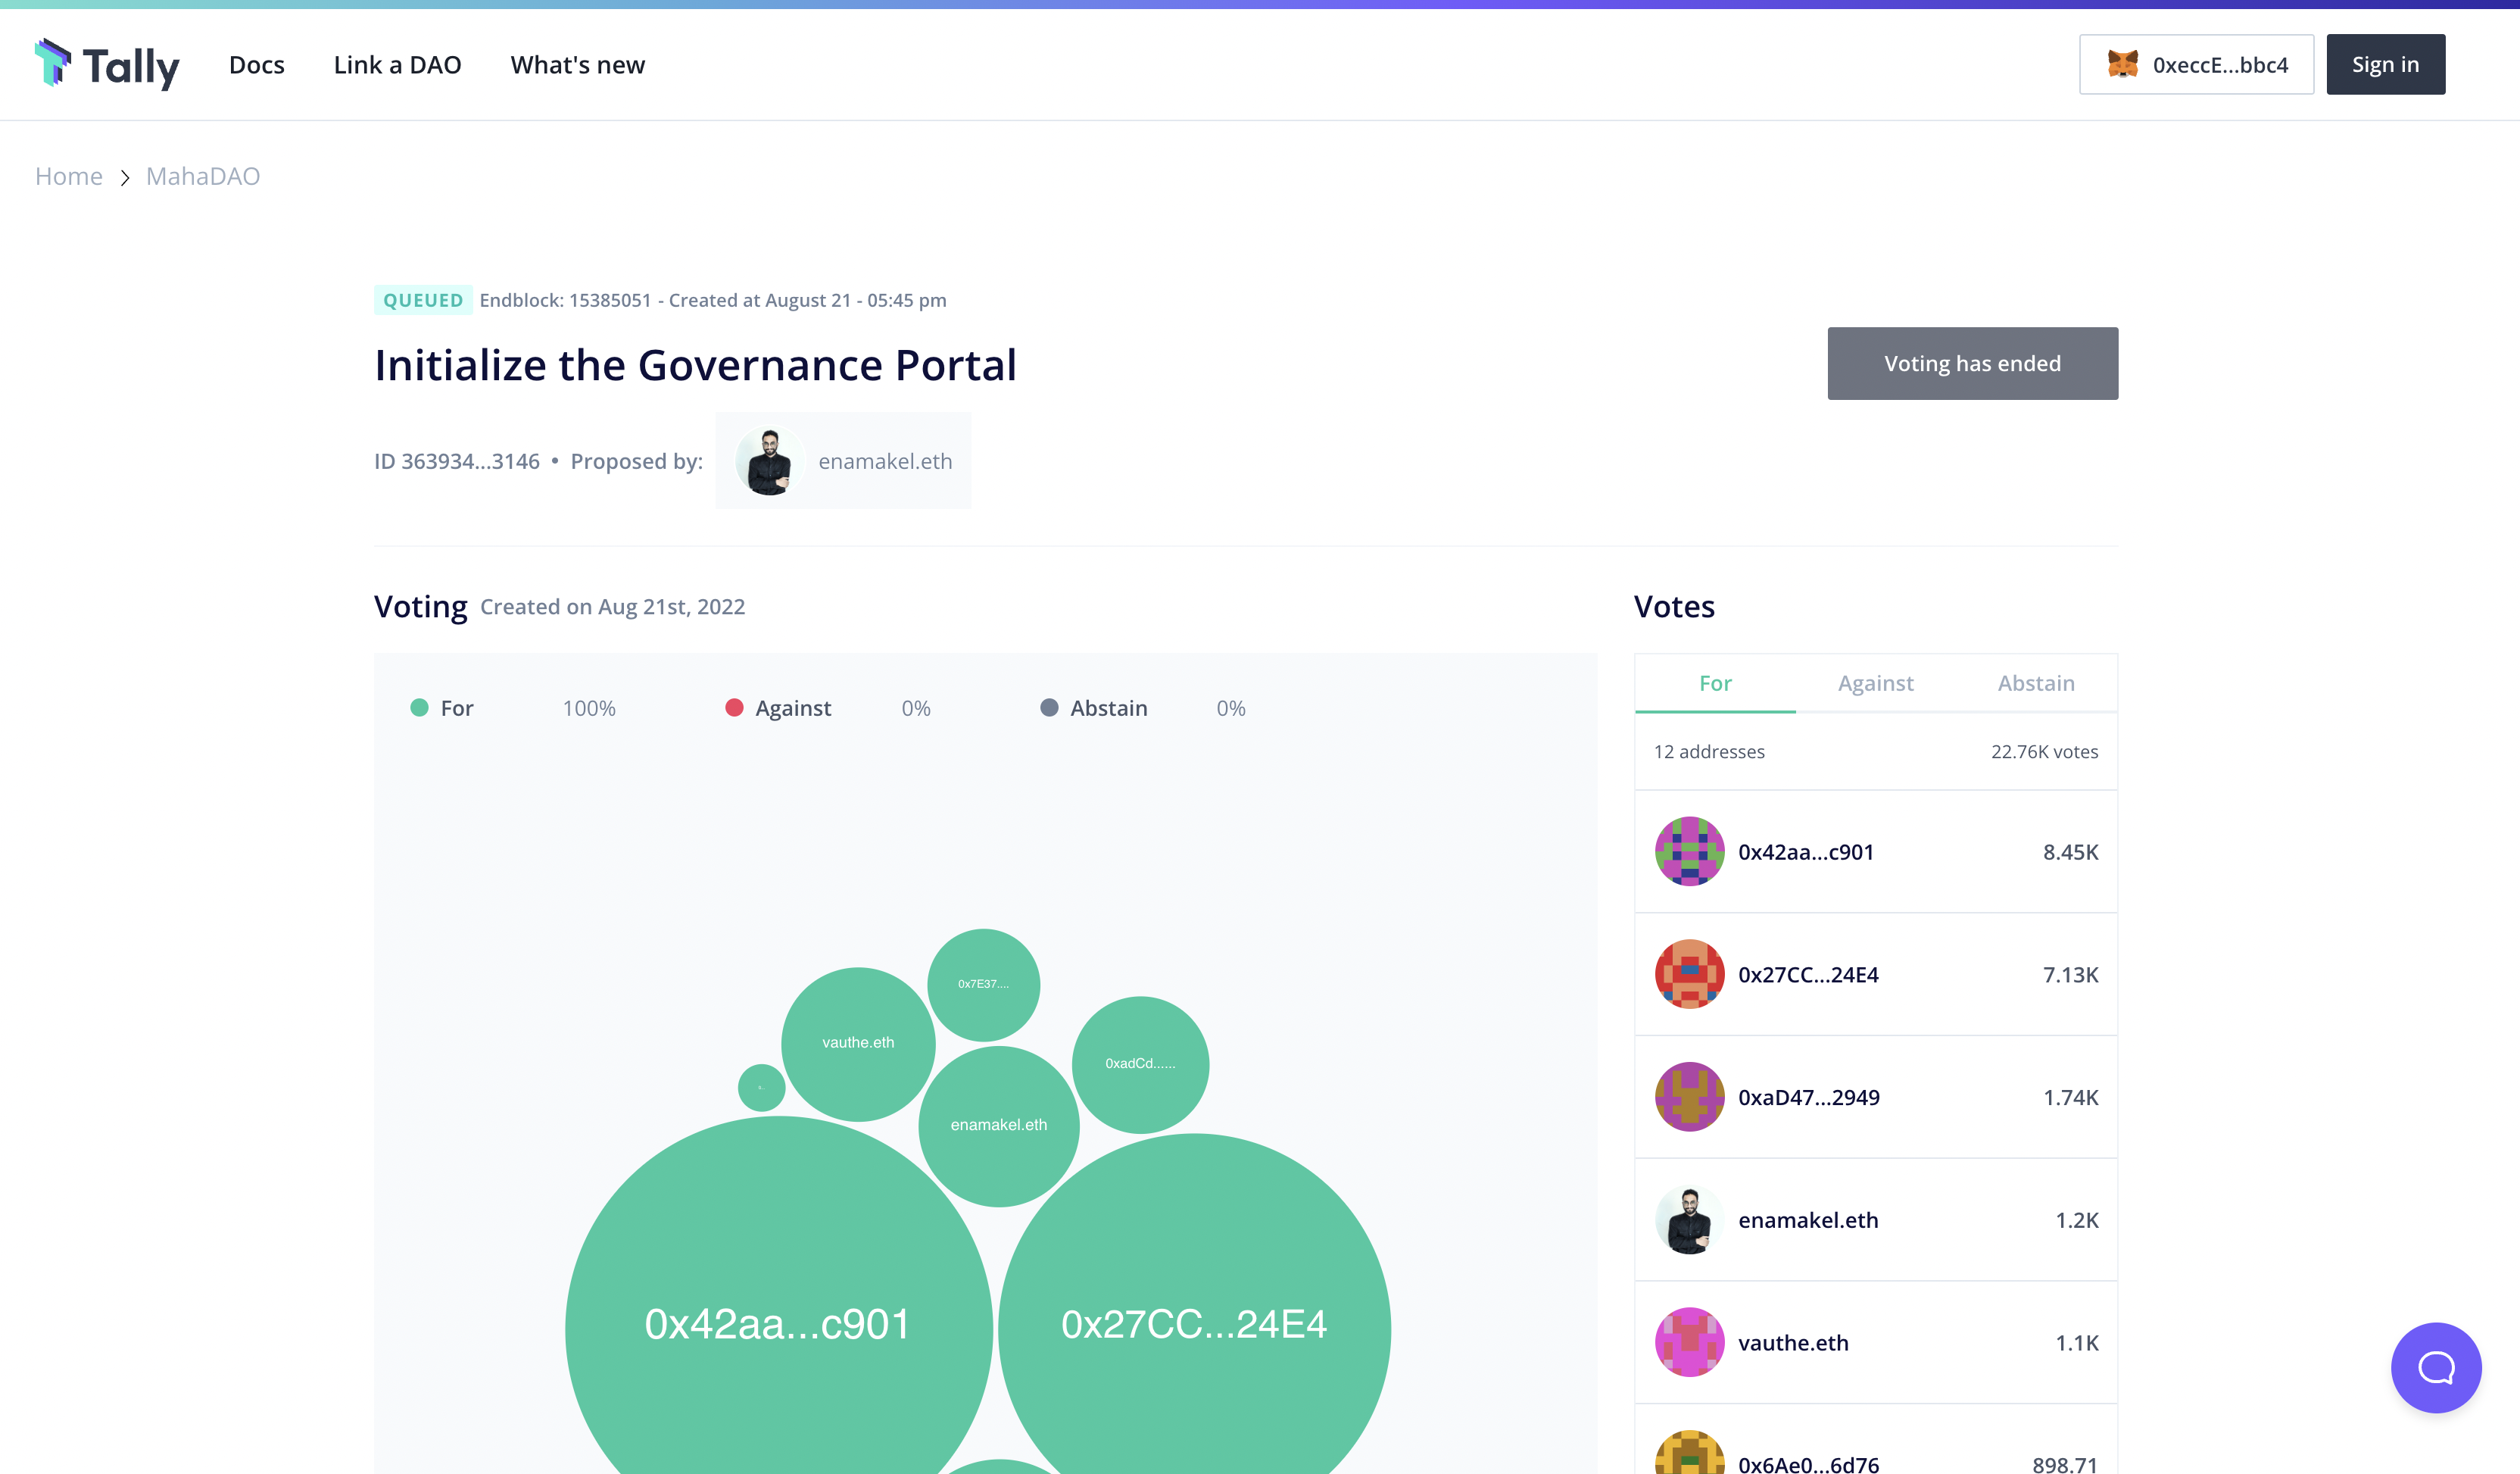 Tally
Docs
Link a DAO
What's new
0xeccE...bbc4
Sign in
Home
MahaDAO
QUEUED Endblock: 15385051 - Created at August 21 - 05:45 pm
Initialize the Governance Portal
Voting has ended
ID 363934...3146 • Proposed by:
enamakel.eth
Voting Created on Aug 21st, 2022
For 100%
Against 0%
Abstain 0%
0x7E37....
vauthe.eth
0xadCd......
enamakel.eth
0x42aa...c901
0x27CC...24E4
Votes
For
Against
Abstain
12 addresses 22.76K votes
0x42aa...c901 8.45K
0x27CC...24E4 7.13K
0xaD47...2949 1.74K
enamakel.eth 1.2K
vauthe.eth 1.1K
0x6Ae0...6d76 898.71